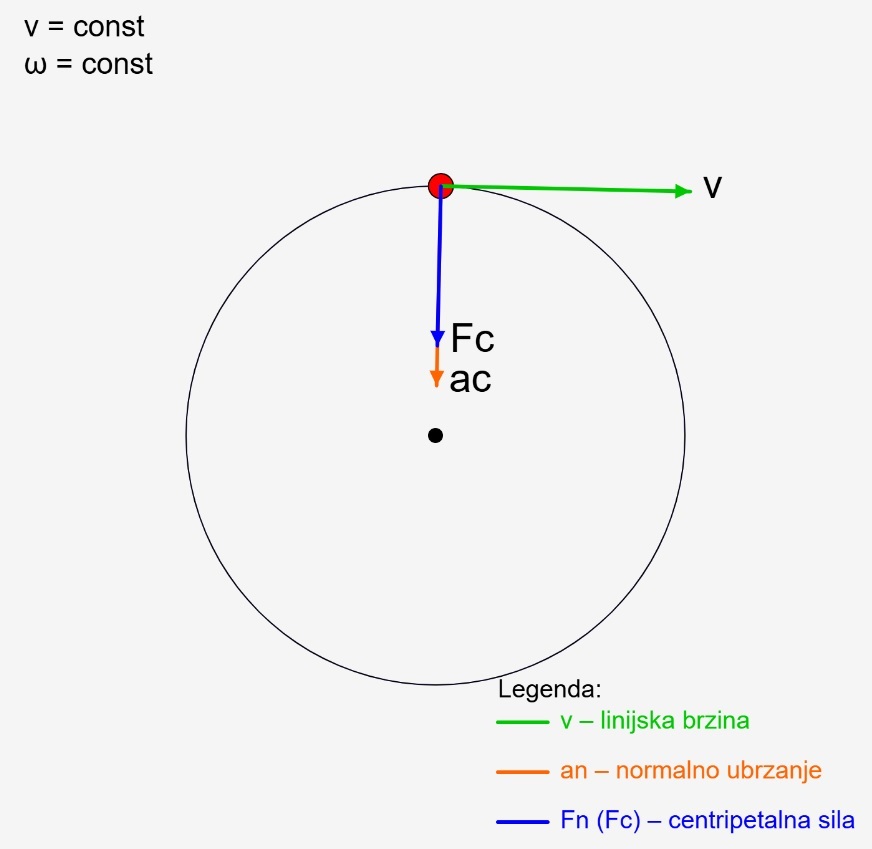 v = const
ω = const
v
Fc
ac
Legenda:
v – linijska brzina
an – normalno ubrzanje
Fn (Fc) – centripetalna sila